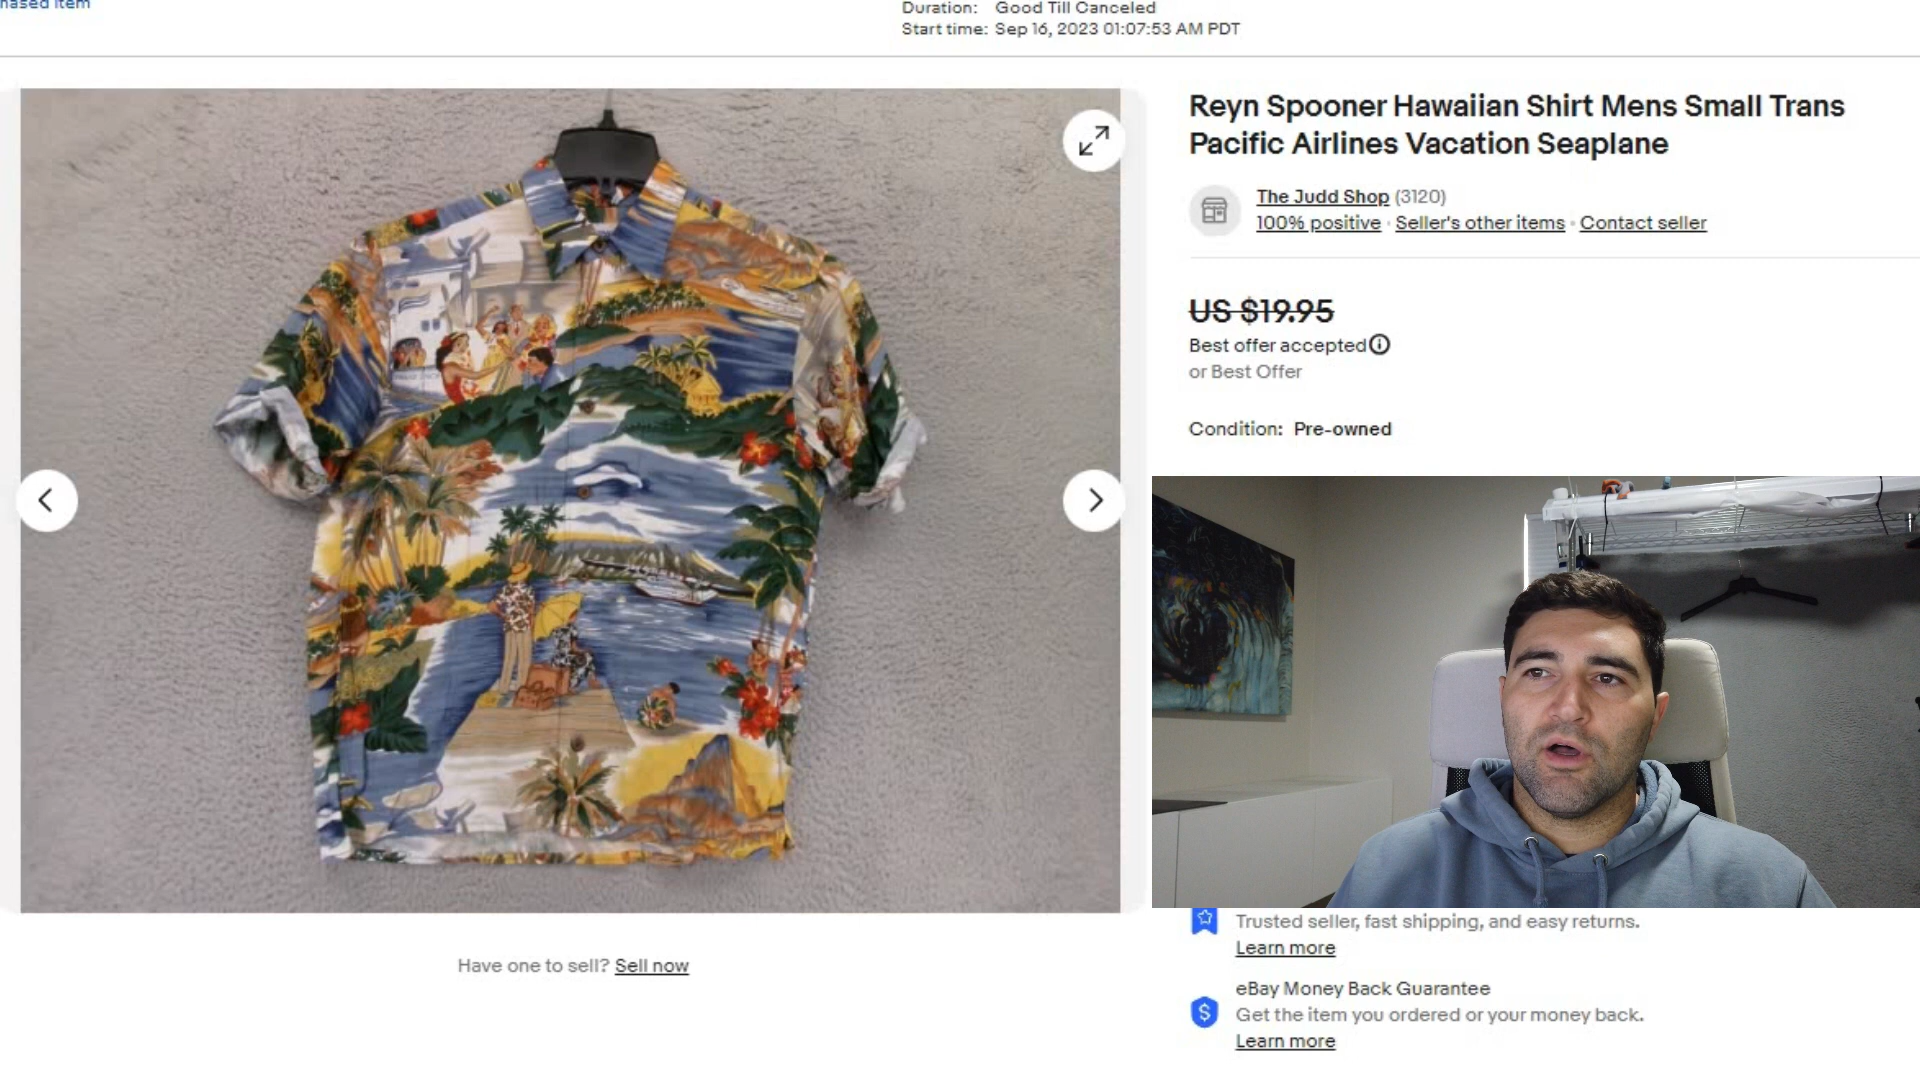 hased item
Duration: Good Till Canceled
Start time: Sep 16, 2023 01:07:53 AM PDT
Reyn Spooner Hawaiian Shirt Mens Small Trans
Pacific Airlines Vacation Seaplane
The Judd Shop (3120)
100% positive · Seller's other items · Contact seller
US $19.95
Best offer accepted
or Best Offer
Condition: Pre-owned
Trusted seller, fast shipping, and easy returns.
Learn more
eBay Money Back Guarantee
Get the item you ordered or your money back.
Learn more
Have one to sell? Sell now